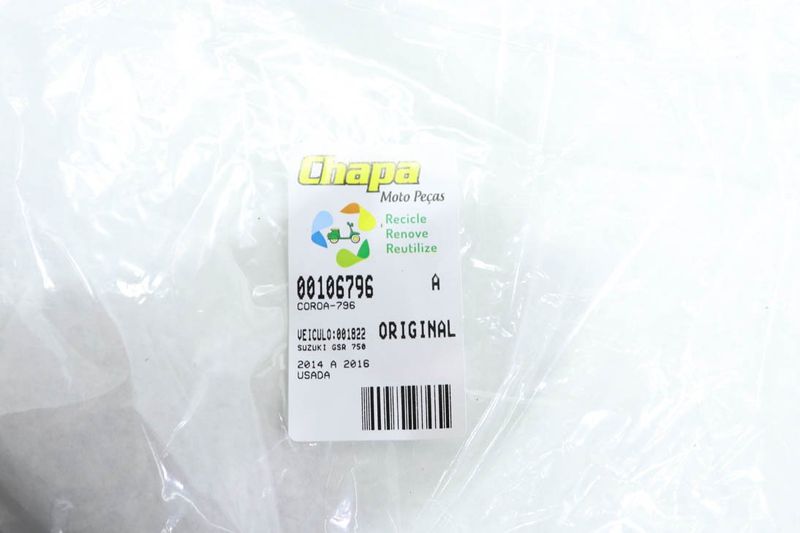 Chapa
Moto Peças
Recicle
Renove
Reutilize
00106796 A
COROA-796
VEICULO:001822 ORIGINAL
SUZUKI GSR 750
2014 A 2016
USADA